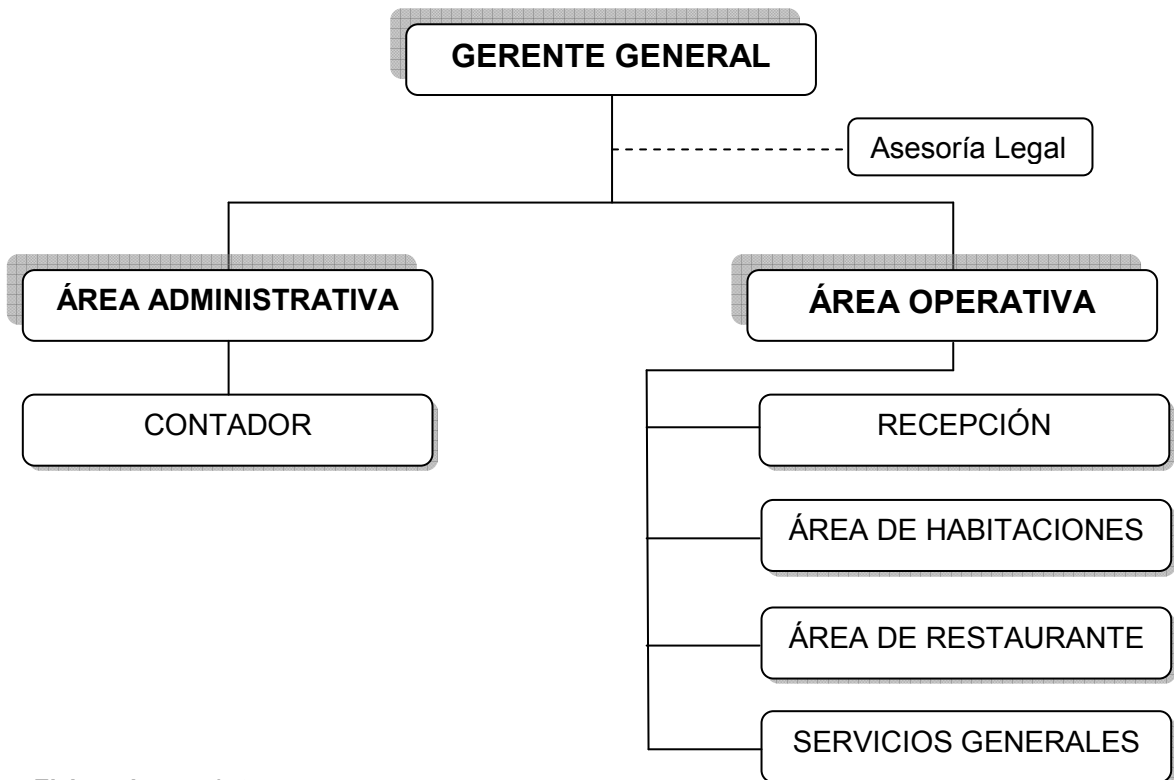 GERENTE GENERAL
Asesoría Legal
ÁREA ADMINISTRATIVA
ÁREA OPERATIVA
CONTADOR
RECEPCIÓN
ÁREA DE HABITACIONES
ÁREA DE RESTAURANTE
SERVICIOS GENERALES